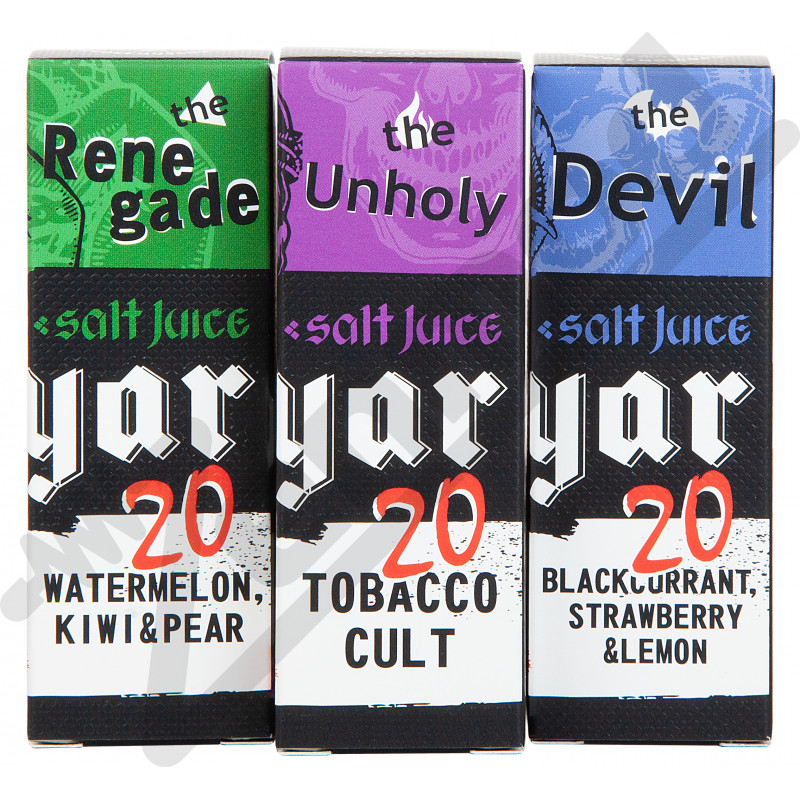 the
Rene
gade
salt Juice
yar
20
WATERMELON,
KIWI&PEAR
the
Unholy
salt Juice
yar
20
TOBACCO
CULT
the
Devil
salt Juice
yar
20
BLACKCURRANT,
STRAWBERRY
&LEMON